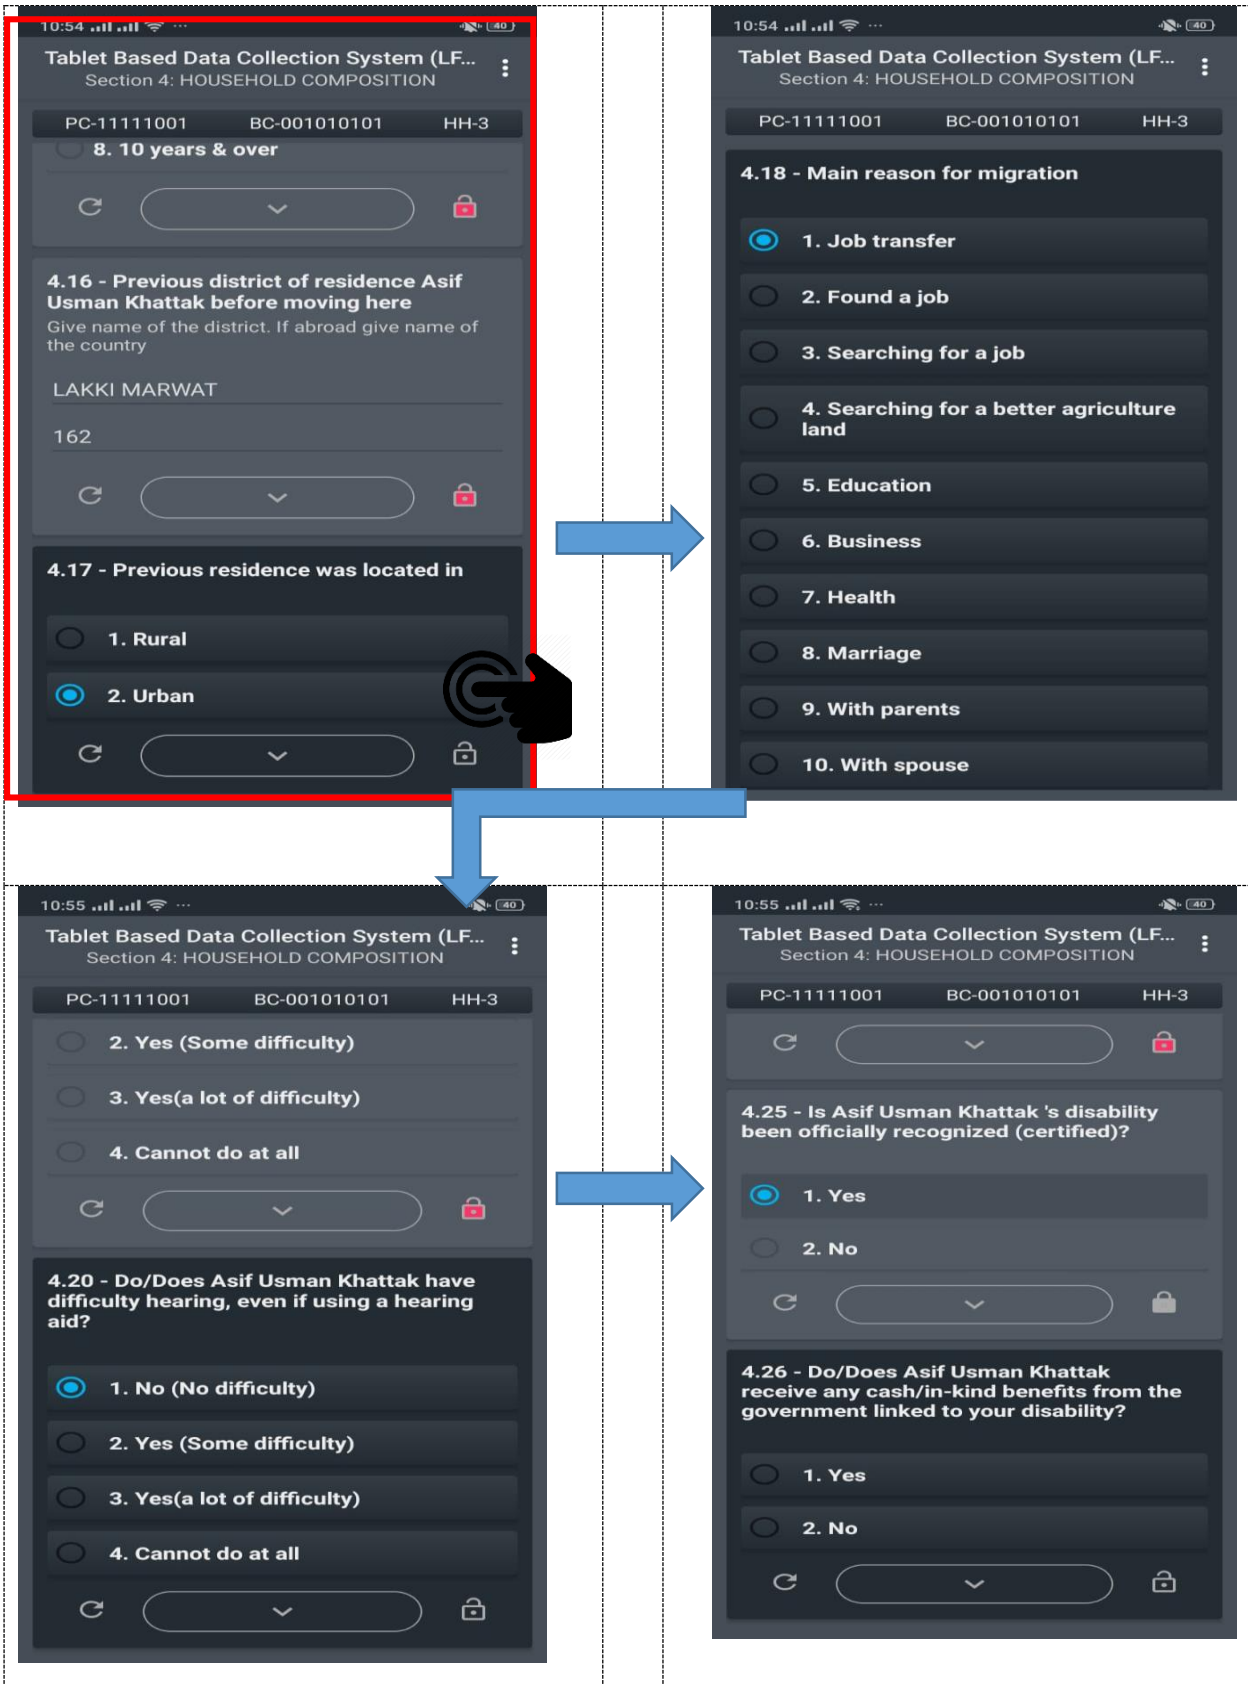 10:54
40
Tablet Based Data Collection System (LF...
Section 4: HOUSEHOLD COMPOSITION
PC-11111001 BC-001010101 HH-3
8. 10 years & over
4.16 - Previous district of residence Asif
Usman Khattak before moving here
Give name of the district. If abroad give name of
the country
LAKKI MARWAT
162
4.17 - Previous residence was located in
1. Rural
2. Urban
10:54
40
Tablet Based Data Collection System (LF...
Section 4: HOUSEHOLD COMPOSITION
PC-11111001 BC-001010101 HH-3
4.18 - Main reason for migration
1. Job transfer
2. Found a job
3. Searching for a job
4. Searching for a better agriculture
land
5. Education
6. Business
7. Health
8. Marriage
9. With parents
10. With spouse
10:55
40
Tablet Based Data Collection System (LF...
Section 4: HOUSEHOLD COMPOSITION
PC-11111001 BC-001010101 HH-3
2. Yes (Some difficulty)
3. Yes(a lot of difficulty)
4. Cannot do at all
4.20 - Do/Does Asif Usman Khattak have
difficulty hearing, even if using a hearing
aid?
1. No (No difficulty)
2. Yes (Some difficulty)
3. Yes(a lot of difficulty)
4. Cannot do at all
10:55
40
Tablet Based Data Collection System (LF...
Section 4: HOUSEHOLD COMPOSITION
PC-11111001 BC-001010101 HH-3
4.25 - Is Asif Usman Khattak 's disability
been officially recognized (certified)?
1. Yes
2. No
4.26 - Do/Does Asif Usman Khattak
receive any cash/in-kind benefits from the
government linked to your disability?
1. Yes
2. No